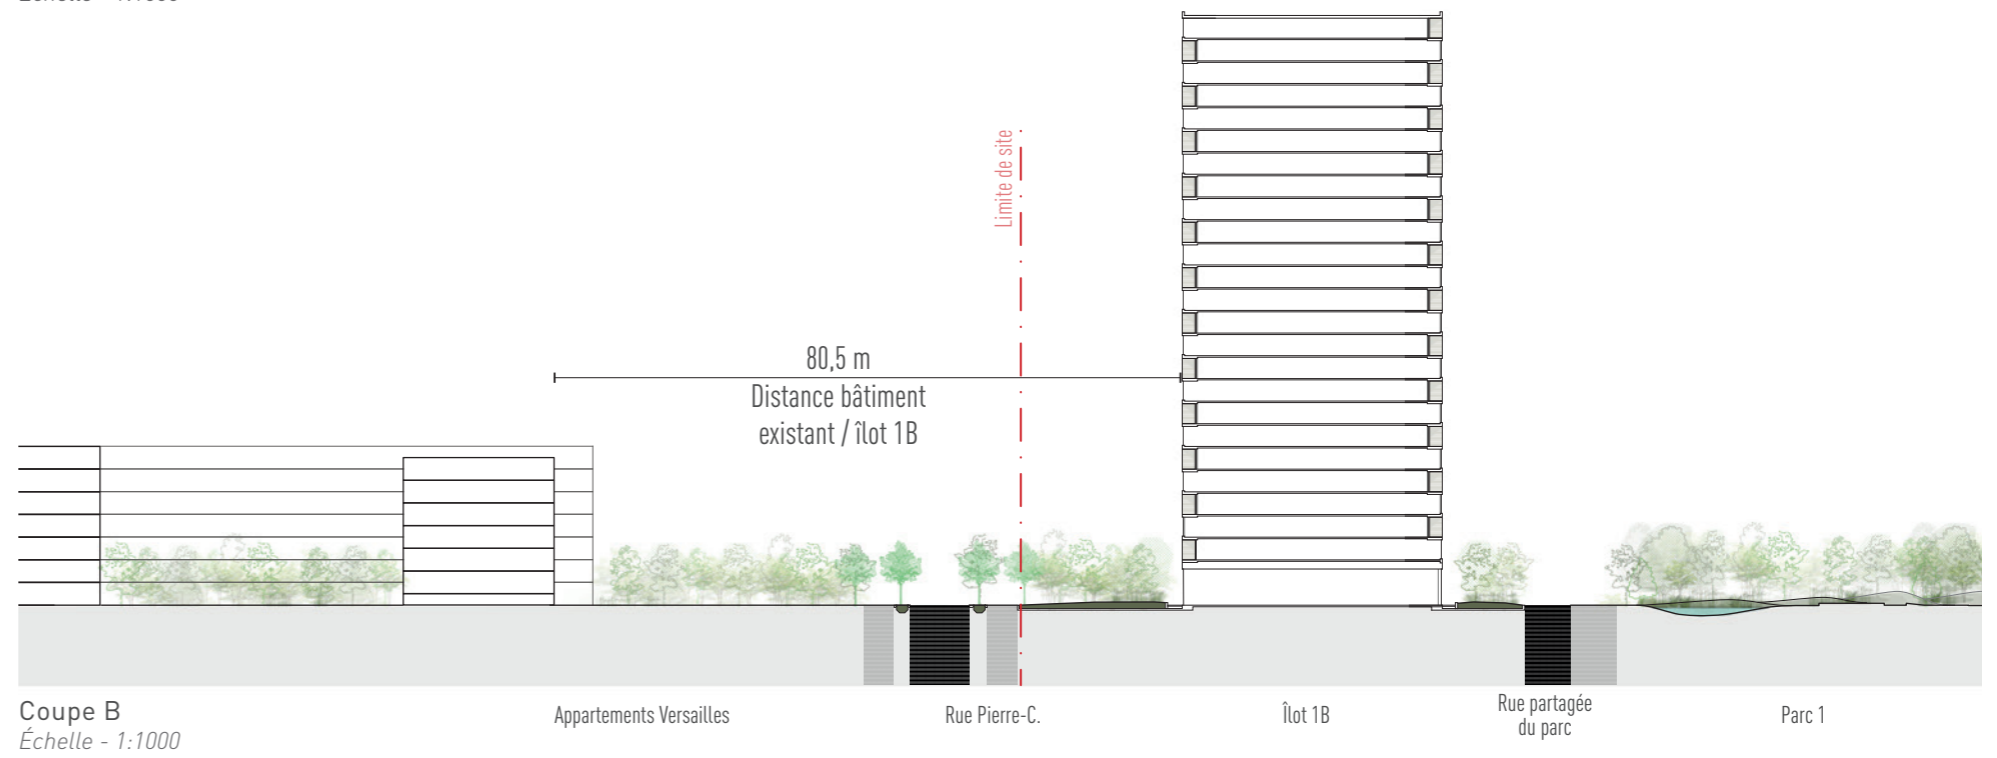 Limite de site
80,5 m
Distance bâtiment
existant / îlot 1B
Coupe B
Échelle - 1:1000
Appartements Versailles
Rue Pierre-C.
Îlot 1B
Rue partagée
du parc
Parc 1